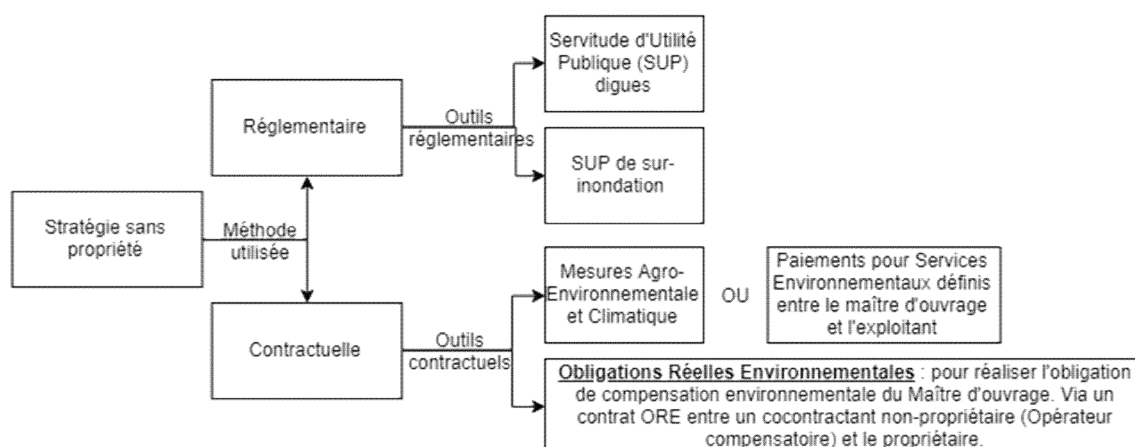 Stratégie sans
propriété
Méthode
utilisée
Réglementaire
Outils
réglementaires
Servitude d'Utilité
Publique (SUP)
digues
SUP de sur-
inondation
Contractuelle
Outils
contractuels
Mesures Agro-
Environnementale
et Climatique
OU
Paiements pour Services
Environnementaux définis
entre le maître d'ouvrage
et l'exploitant
Obligations Réelles Environnementales : pour réaliser l'obligation
de compensation environnementale du Maître d'ouvrage. Via un
contrat ORE entre un cocontractant non-propriétaire (Opérateur
compensatoire) et le propriétaire.